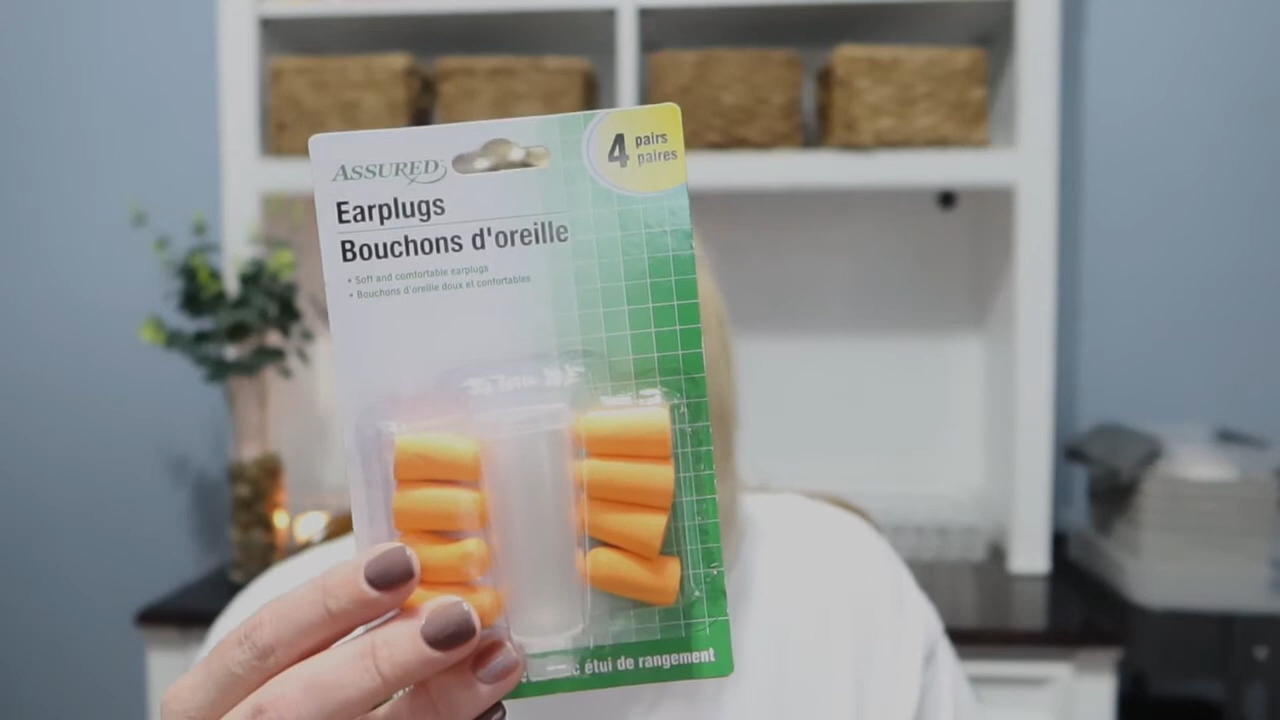 ASSURED
4 pairs
paires
Earplugs
Bouchons d'oreille
• Soft and comfortable earplugs
• Bouchons d'oreille doux et confortables
étui de rangement